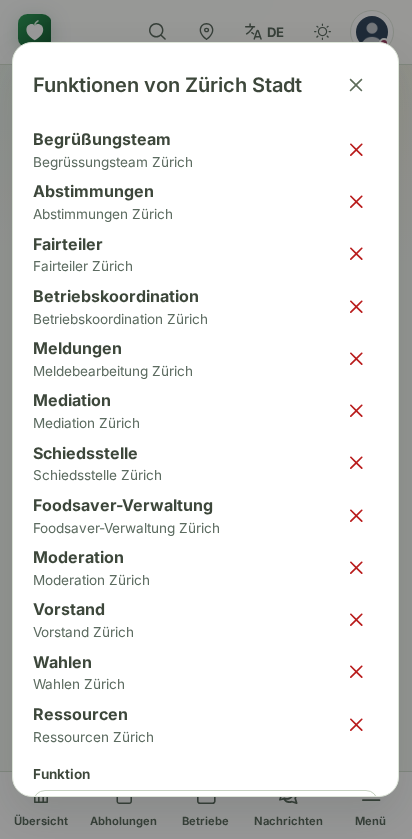 DE
Funktionen von Zürich Stadt
Begrüßungsteam
Begrüssungsteam Zürich
Abstimmungen
Abstimmungen Zürich
Fairteiler
Fairteiler Zürich
Betriebskoordination
Betriebskoordination Zürich
Meldungen
Meldebearbeitung Zürich
Mediation
Mediation Zürich
Schiedsstelle
Schiedsstelle Zürich
Foodsaver-Verwaltung
Foodsaver-Verwaltung Zürich
Moderation
Moderation Zürich
Vorstand
Vorstand Zürich
Wahlen
Wahlen Zürich
Ressourcen
Ressourcen Zürich
Funktion
Übersicht Abholungen Betriebe Nachrichten Menü